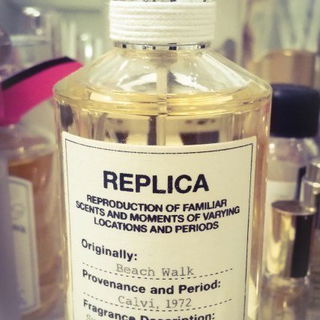 REPLICA
REPRODUCTION OF FAMILIAR
SCENTS AND MOMENTS OF VARYING
LOCATIONS AND PERIODS
Originally:
Beach Walk
Provenance and Period:
Calvi, 1972
Fragrance Description: